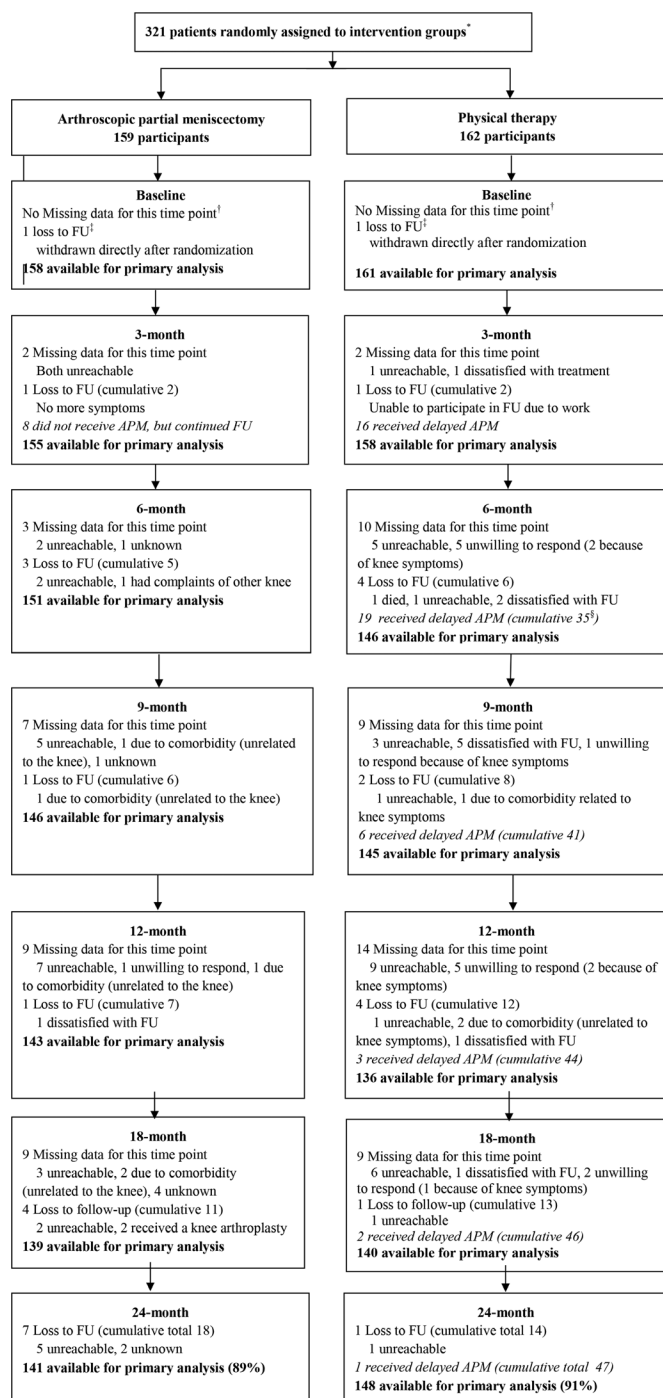 321 patients randomly assigned to intervention groups*
Arthroscopic partial meniscectomy
159 participants
Physical therapy
162 participants
Baseline
No Missing data for this time point†
1 loss to FU‡
withdrawn directly after randomization
158 available for primary analysis
Baseline
No Missing data for this time point†
1 loss to FU‡
withdrawn directly after randomization
161 available for primary analysis
3-month
2 Missing data for this time point
Both unreachable
1 Loss to FU (cumulative 2)
No more symptoms
8 did not receive APM, but continued FU
155 available for primary analysis
3-month
2 Missing data for this time point
1 unreachable, 1 dissatisfied with treatment
1 Loss to FU (cumulative 2)
Unable to participate in FU due to work
16 received delayed APM
158 available for primary analysis
6-month
3 Missing data for this time point
2 unreachable, 1 unknown
3 Loss to FU (cumulative 5)
2 unreachable, 1 had complaints of other knee
151 available for primary analysis
6-month
10 Missing data for this time point
5 unreachable, 5 unwilling to respond (2 because
of knee symptoms)
4 Loss to FU (cumulative 6)
1 died, 1 unreachable, 2 dissatisfied with FU
19 received delayed APM (cumulative 35§)
146 available for primary analysis
9-month
7 Missing data for this time point
5 unreachable, 1 due to comorbidity (unrelated
to the knee), 1 unknown
1 Loss to FU (cumulative 6)
1 due to comorbidity (unrelated to the knee)
146 available for primary analysis
9-month
9 Missing data for this time point
3 unreachable, 5 dissatisfied with FU, 1 unwilling
to respond because of knee symptoms
2 Loss to FU (cumulative 8)
1 unreachable, 1 due to comorbidity related to
knee symptoms
6 received delayed APM (cumulative 41)
145 available for primary analysis
12-month
9 Missing data for this time point
7 unreachable, 1 unwilling to respond, 1 due
to comorbidity (unrelated to the knee)
1 Loss to FU (cumulative 7)
1 dissatisfied with FU
143 available for primary analysis
12-month
14 Missing data for this time point
9 unreachable, 5 unwilling to respond (2 because of
knee symptoms)
4 Loss to FU (cumulative 12)
1 unreachable, 2 due to comorbidity (unrelated to
knee symptoms), 1 dissatisfied with FU
3 received delayed APM (cumulative 44)
136 available for primary analysis
18-month
9 Missing data for this time point
3 unreachable, 2 due to comorbidity
(unrelated to the knee), 4 unknown
4 Loss to follow-up (cumulative 11)
2 unreachable, 2 received a knee arthroplasty
139 available for primary analysis
18-month
9 Missing data for this time point
6 unreachable, 1 dissatisfied with FU, 2 unwilling
to respond (1 because of knee symptoms)
1 Loss to follow-up (cumulative 13)
1 unreachable
2 received delayed APM (cumulative 46)
140 available for primary analysis
24-month
7 Loss to FU (cumulative total 18)
5 unreachable, 2 unknown
141 available for primary analysis (89%)
24-month
1 Loss to FU (cumulative total 14)
1 unreachable
1 received delayed APM (cumulative total 47)
148 available for primary analysis (91%)